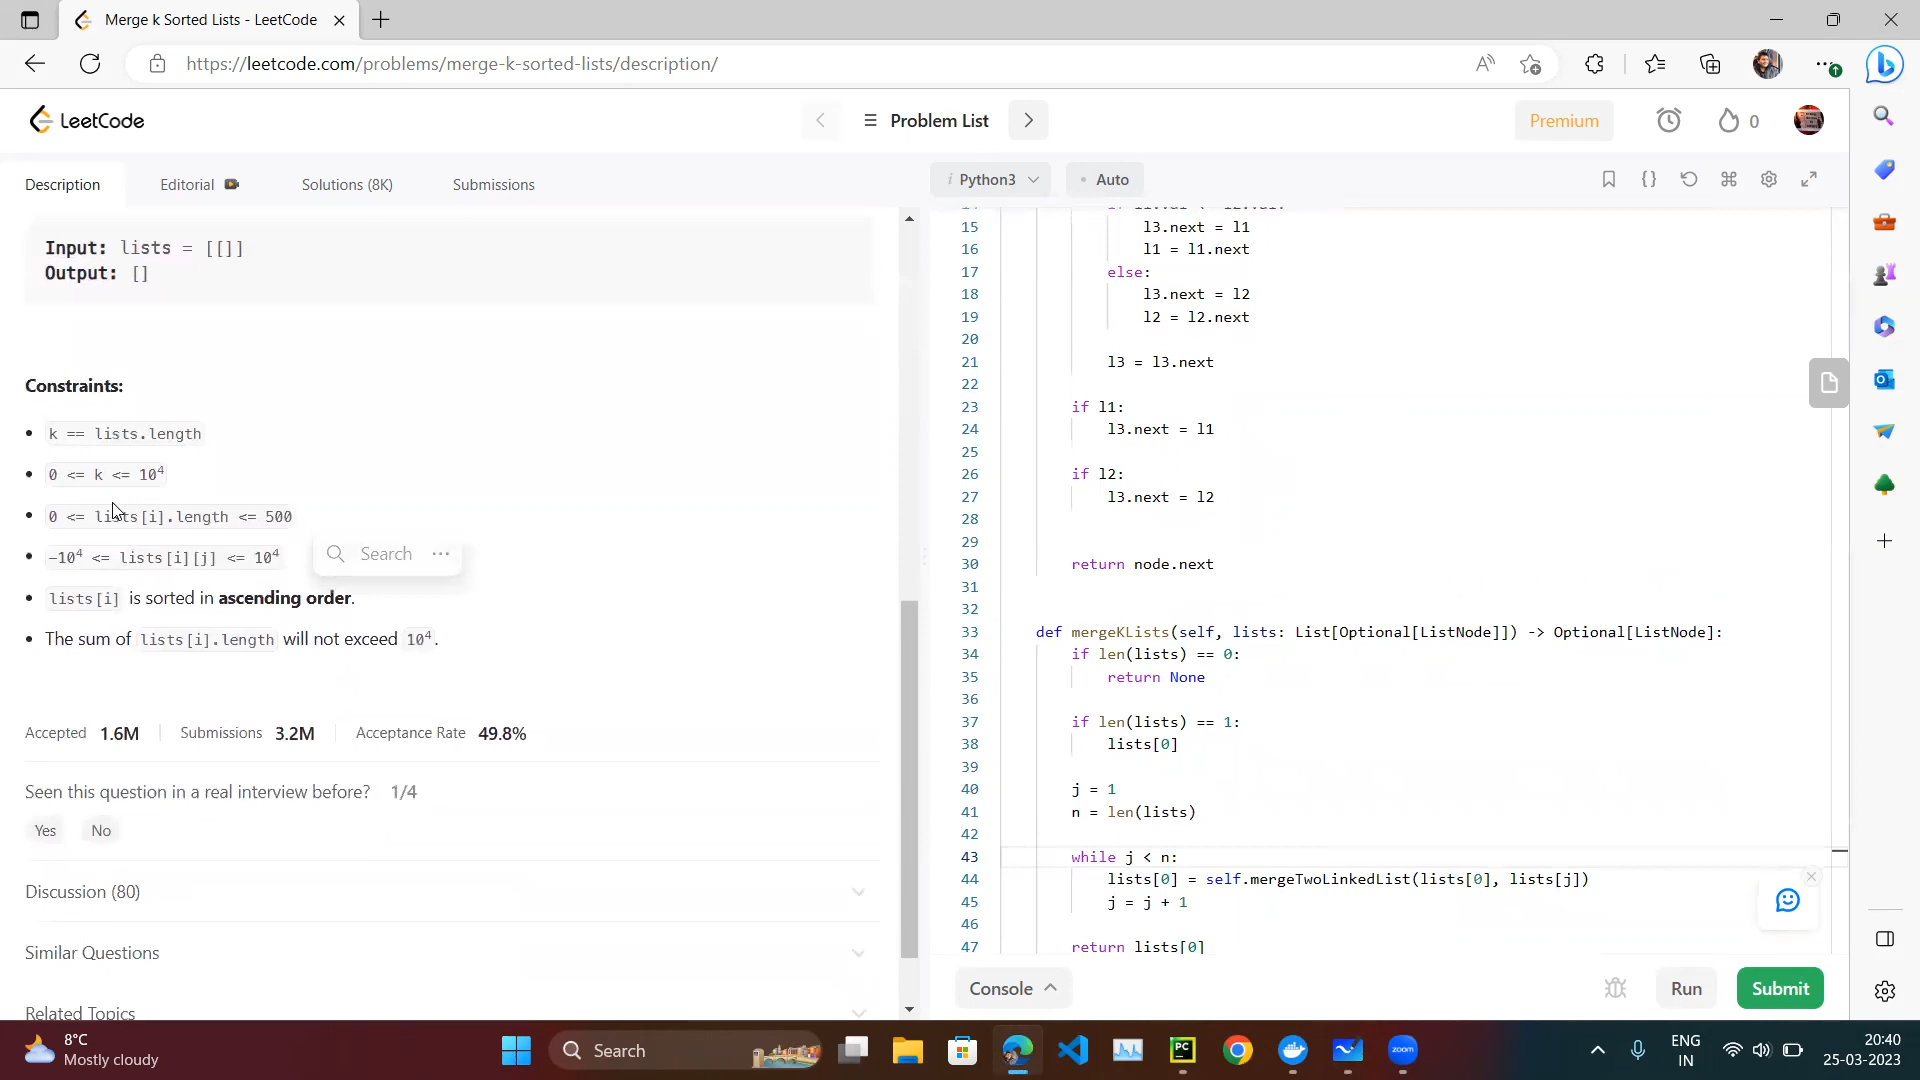 Merge k Sorted Lists - LeetCode
https://leetcode.com/problems/merge-k-sorted-lists/description/
LeetCode
Problem List
Premium
0
Description
Editorial
Solutions (8K)
Submissions
Input: lists = [[]]
Output: []
Constraints:
k == lists.length
0 <= k <= 10⁴
0 <= lists[i].length <= 500
-10⁴ <= lists[i][j] <= 10⁴
lists[i] is sorted in ascending order.
The sum of lists[i].length will not exceed 10⁴.
Search ...
Accepted 1.6M
Submissions 3.2M
Acceptance Rate 49.8%
Seen this question in a real interview before? 1/4
Yes No
Discussion (80)
Similar Questions
Related Topics
i Python3
• Auto
{}
15 l3.next = l1
16 l1 = l1.next
17 else:
18 l3.next = l2
19 l2 = l2.next
20
21 l3 = l3.next
22
23 if l1:
24 l3.next = l1
25
26 if l2:
27 l3.next = l2
28
29
30 return node.next
31
32
33 def mergeKLists(self, lists: List[Optional[ListNode]]) -> Optional[ListNode]:
34 if len(lists) == 0:
35 return None
36
37 if len(lists) == 1:
38 lists[0]
39
40 j = 1
41 n = len(lists)
42
43 while j < n:
44 lists[0] = self.mergeTwoLinkedList(lists[0], lists[j])
45 j = j + 1
46
47 return lists[0]
Console
Run
Submit
8°C
Mostly cloudy
Search
PC
zoom
ENG
IN
20:40
25-03-2023